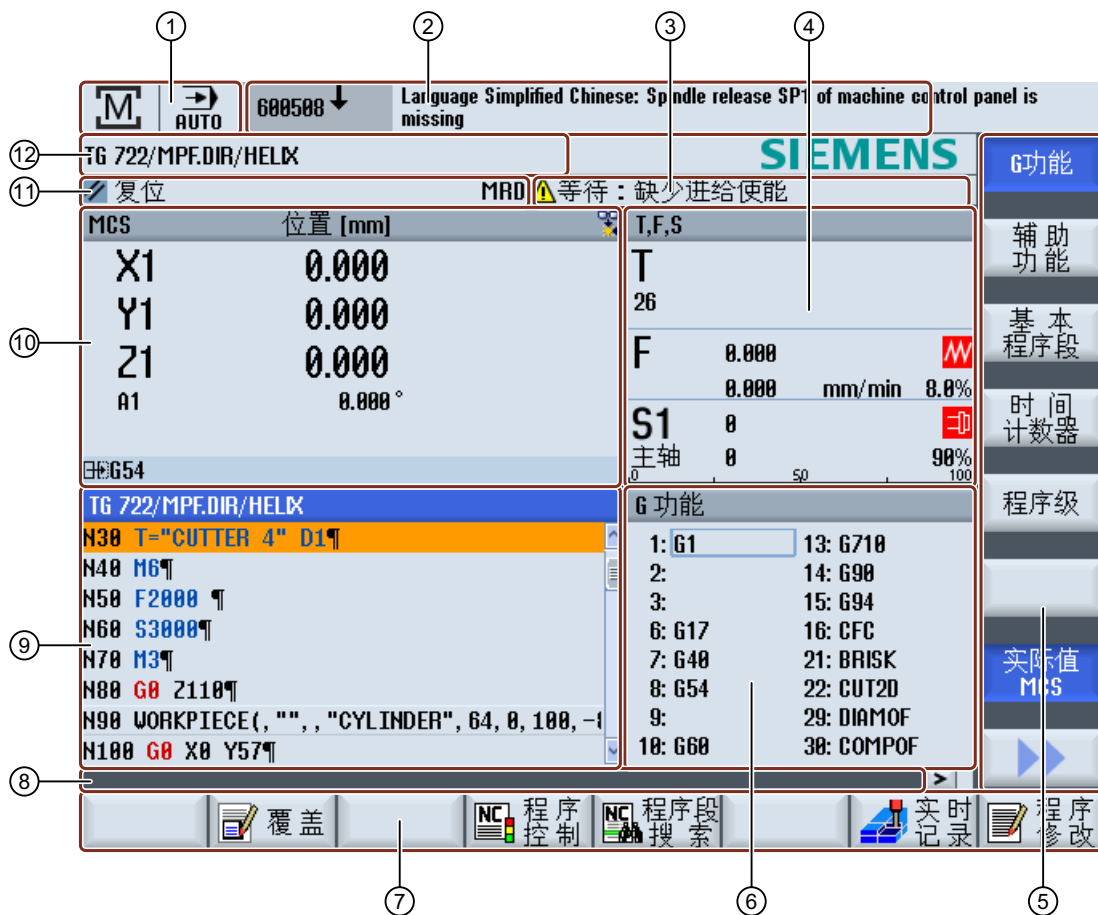 ① ② ③ ④
M AUTO 600508 Language Simplified Chinese: Spindle release SP1 of machine control panel is
missing
⑫ TG 722/MPF.DIR/HELIX SIEMENS
⑪ 复位 MRD 等待：缺少进给使能
MCS 位置 [mm]
X1 0.000
Y1 0.000
⑩ Z1 0.000
A1 0.000 °
G54
T,F,S
T
26
F 0.000
0.000 mm/min 8.0%
S1 0
主轴 0 90%
0 50 100
TG 722/MPF.DIR/HELIX
N30 T="CUTTER 4" D1¶
N40 M6¶
N50 F2000 ¶
N60 S3000¶
⑨ N70 M3¶
N80 G0 Z110¶
N90 WORKPIECE(, "",, "CYLINDER", 64, 0, 100, -
N100 G0 X0 Y57¶
G 功能
1: G1 13: G710
2: 14: G90
3: 15: G94
6: G17 16: CFC
7: G40 21: BRISK
8: G54 22: CUT2D
9: 29: DIAMOF
10: G60 30: COMPOF
G功能
辅 助
功 能
基 本
程序段
时 间
计数器
程序级
实际值
MCS
⑧ >
覆 盖
NC 程 序
控 制
NC 程序段
搜 索
实 时
记 录
程 序
修 改
⑦ ⑥ ⑤